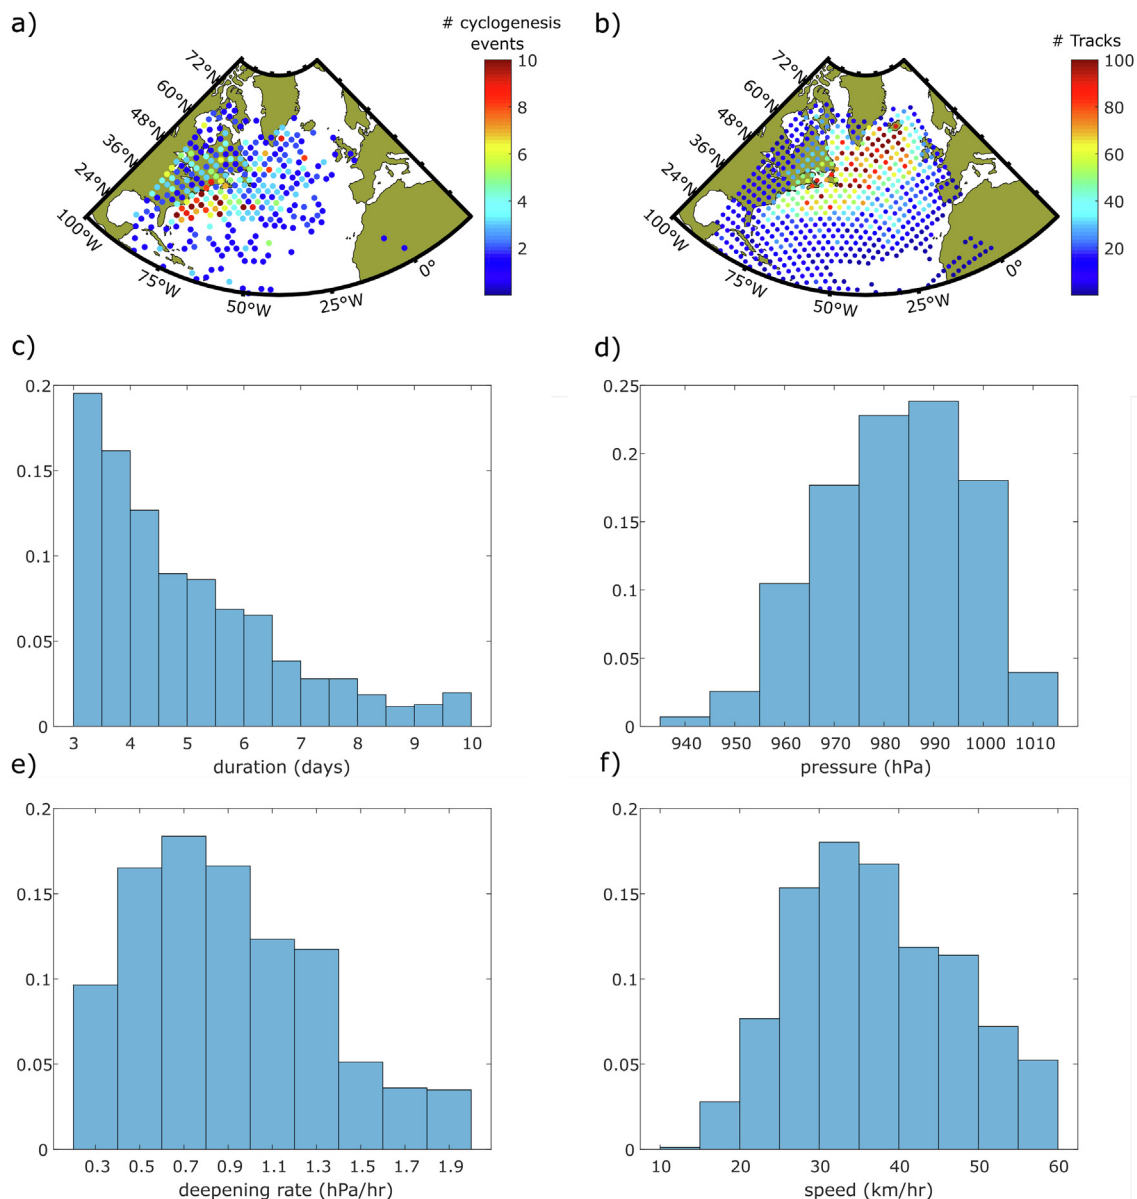 a)
# cyclogenesis
events
72°N
60°N
48°N
36°N
24°N
100°W
75°W
50°W
25°W
0°
10
8
6
4
2
b)
# Tracks
72°N
60°N
48°N
36°N
24°N
100°W
75°W
50°W
25°W
0°
100
80
60
40
20
c)
0.2
0.15
0.1
0.05
0
3 4 5 6 7 8 9 10
duration (days)
d)
0.25
0.2
0.15
0.1
0.05
0
940 950 960 970 980 990 1000 1010
pressure (hPa)
e)
0.2
0.15
0.1
0.05
0
0.3 0.5 0.7 0.9 1.1 1.3 1.5 1.7 1.9
deepening rate (hPa/hr)
f)
0.2
0.15
0.1
0.05
0
10 20 30 40 50 60
speed (km/hr)